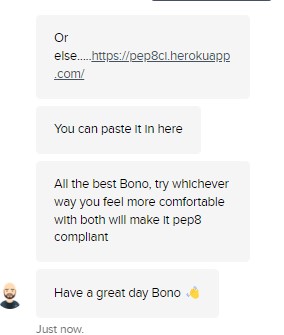 Or
else.....https://pep8ci.herokuapp
.com/
You can paste it in here
All the best Bono, try whichever
way you feel more comfortable
with both will make it pep8
compliant
Have a great day Bono 👋
Just now.